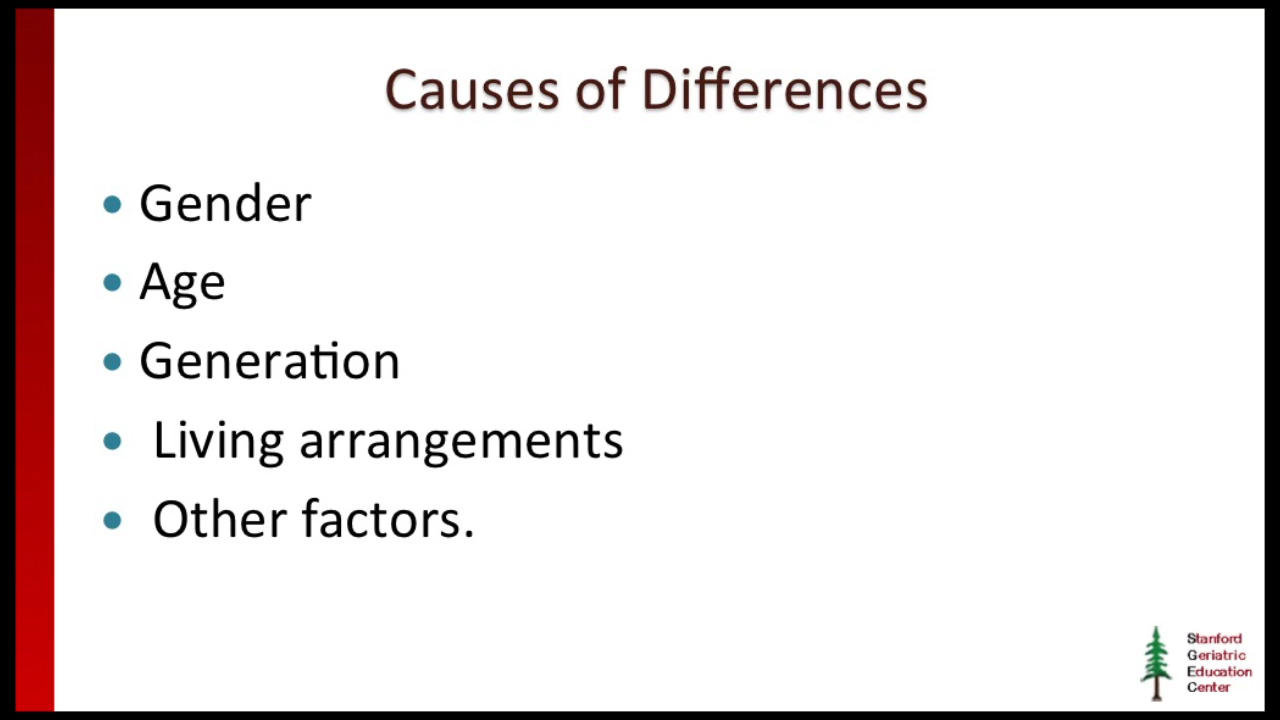 Causes of Differences
• Gender
• Age
• Generation
• Living arrangements
• Other factors.
Stanford
Geriatric
Education
Center